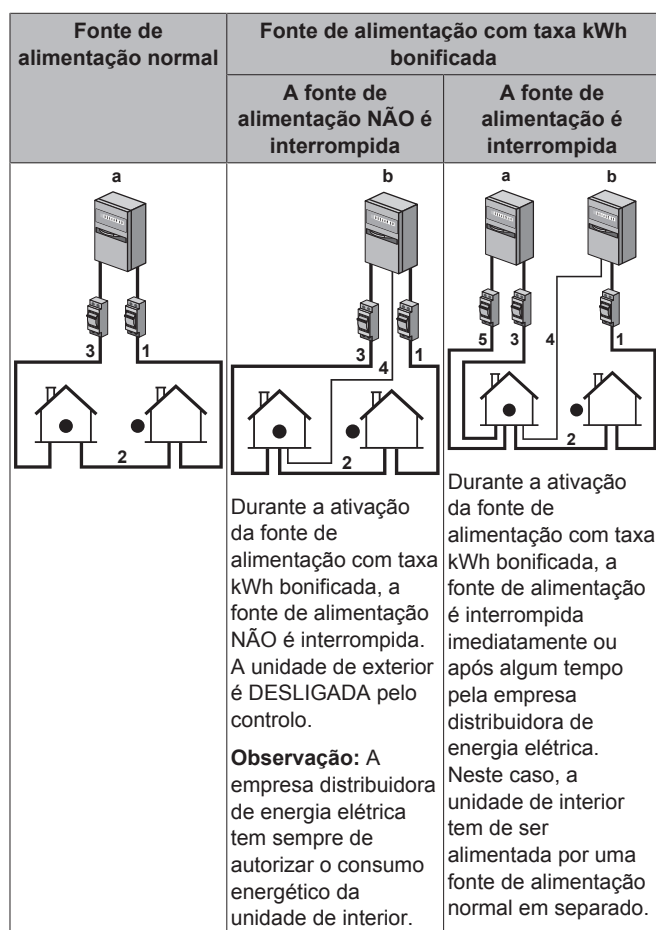 Fonte de
alimentação normal
Fonte de alimentação com taxa kWh
bonificada
A fonte de
alimentação NÃO é
interrompida
A fonte de
alimentação é
interrompida
a
3
1
2
b
3
4
1
2
Durante a ativação
da fonte de
alimentação com taxa
kWh bonificada, a
fonte de alimentação
NÃO é interrompida.
A unidade de exterior
é DESLIGADA pelo
controlo.
Observação: A
empresa distribuidora
de energia elétrica
tem sempre de
autorizar o consumo
energético da
unidade de interior.
a
b
5
3
4
1
2
Durante a ativação
da fonte de
alimentação com taxa
kWh bonificada, a
fonte de alimentação
é interrompida
imediatamente ou
após algum tempo
pela empresa
distribuidora de
energia elétrica.
Neste caso, a
unidade de interior
tem de ser
alimentada por uma
fonte de alimentação
normal em separado.